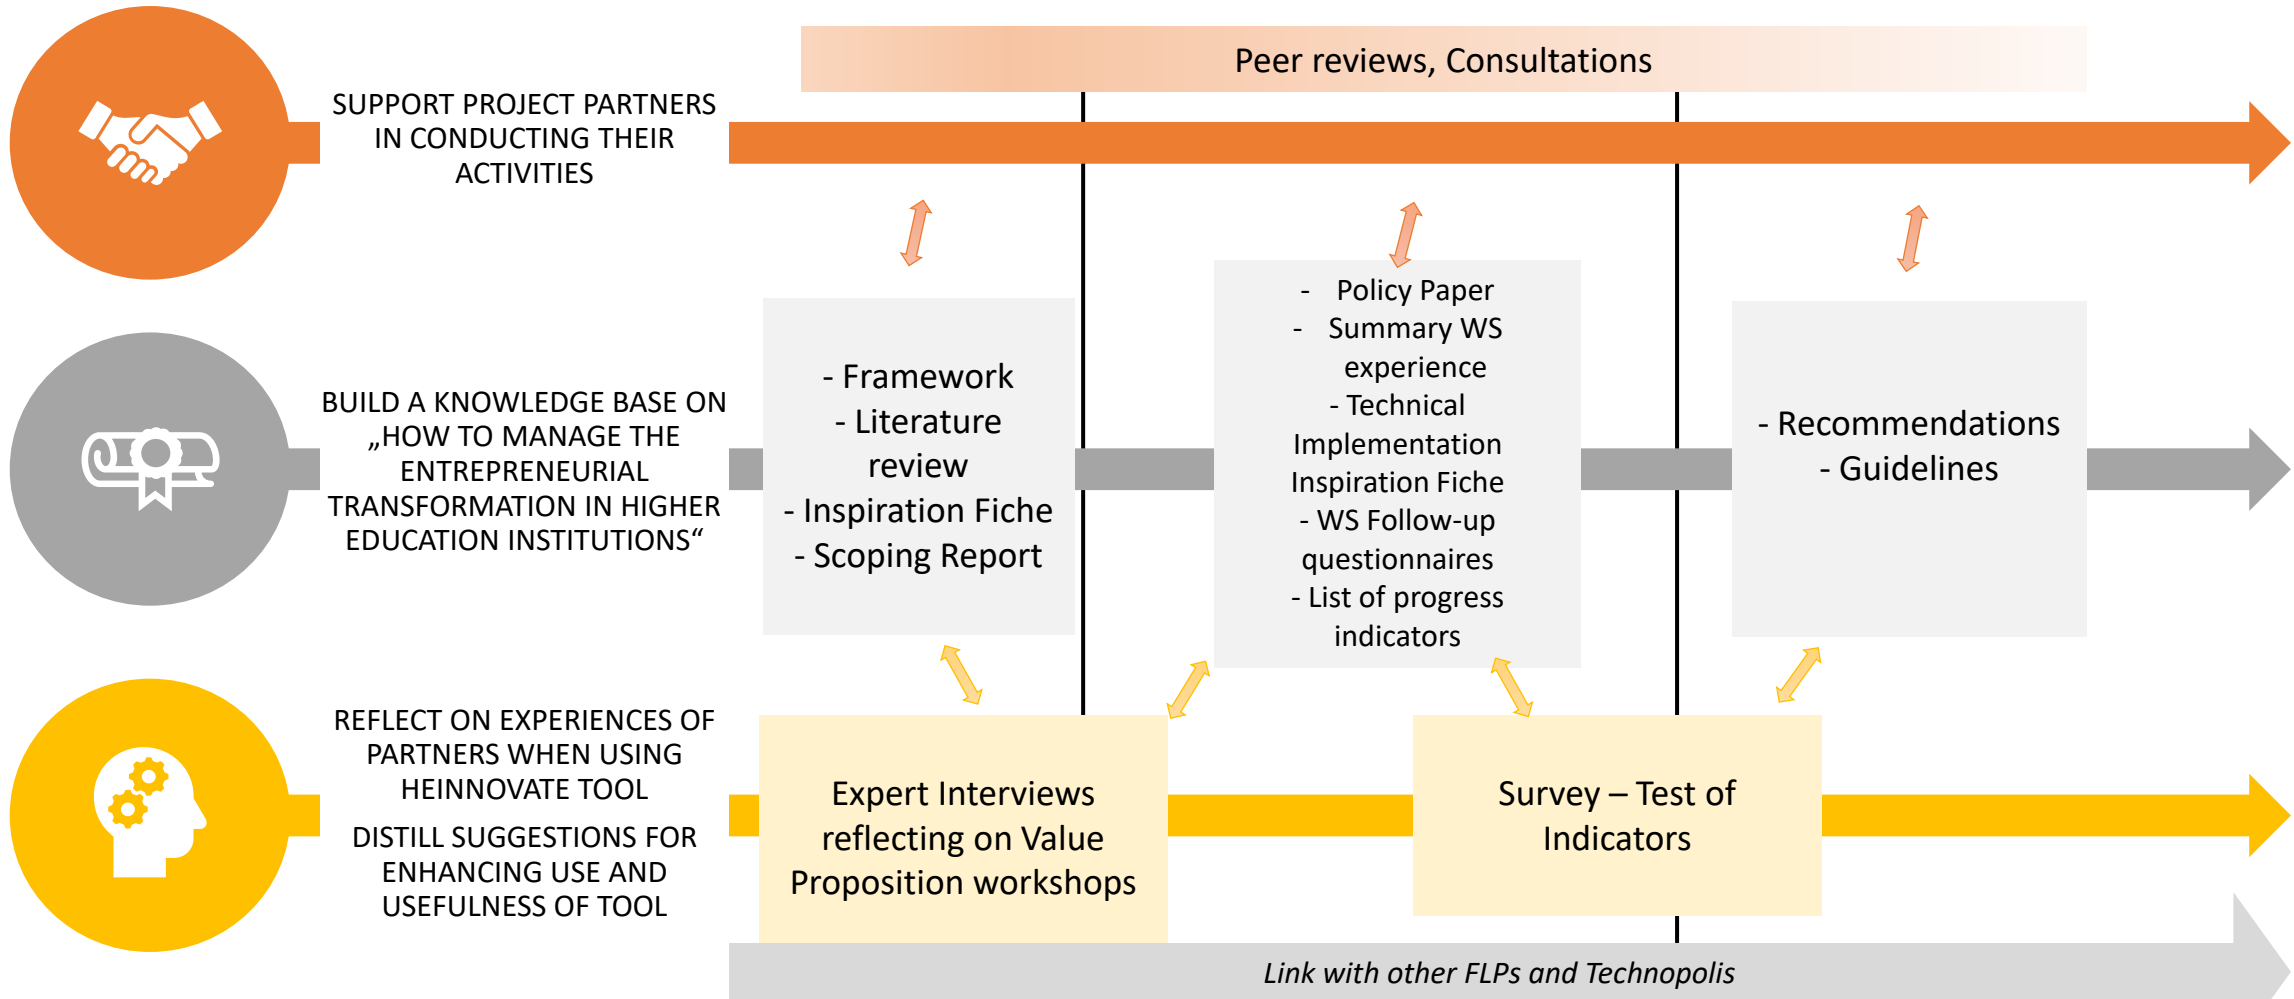 Peer reviews, Consultations
SUPPORT PROJECT PARTNERS
IN CONDUCTING THEIR
ACTIVITIES
BUILD A KNOWLEDGE BASE ON
„HOW TO MANAGE THE
ENTREPRENEURIAL
TRANSFORMATION IN HIGHER
EDUCATION INSTITUTIONS“
- Framework
- Literature
review
- Inspiration Fiche
- Scoping Report
- Policy Paper
- Summary WS
experience
- Technical
Implementation
Inspiration Fiche
- WS Follow-up
questionnaires
- List of progress
indicators
- Recommendations
- Guidelines
REFLECT ON EXPERIENCES OF
PARTNERS WHEN USING
HEINNOVATE TOOL
DISTILL SUGGESTIONS FOR
ENHANCING USE AND
USEFULNESS OF TOOL
Expert Interviews
reflecting on Value
Proposition workshops
Survey – Test of
Indicators
Link with other FLPs and Technopolis